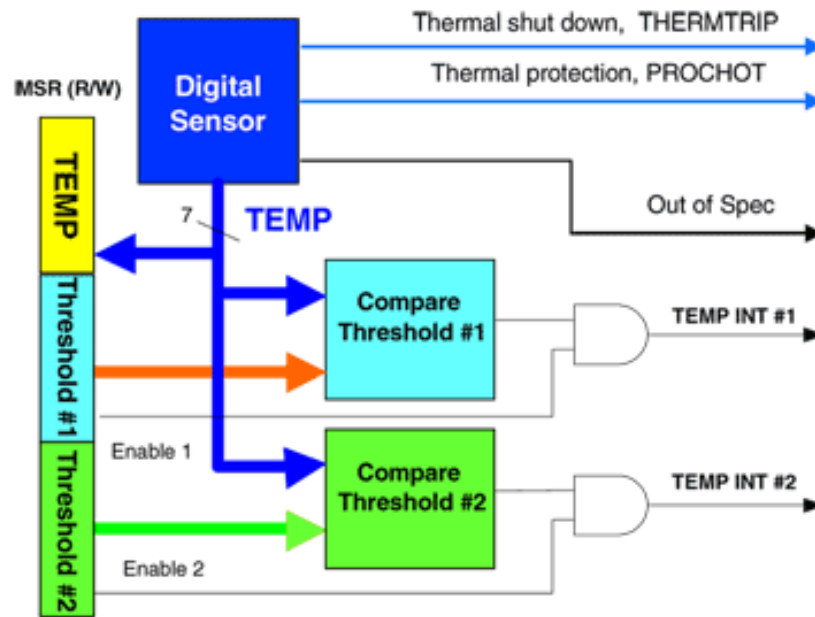 Thermal shut down, THERMTRIP
Thermal protection, PROCHOT
MSR (R/W)
Digital
Sensor
TEMP
7
TEMP
Out of Spec
Threshold #1
Compare
Threshold #1
TEMP INT #1
Enable 1
Threshold #2
Compare
Threshold #2
TEMP INT #2
Enable 2